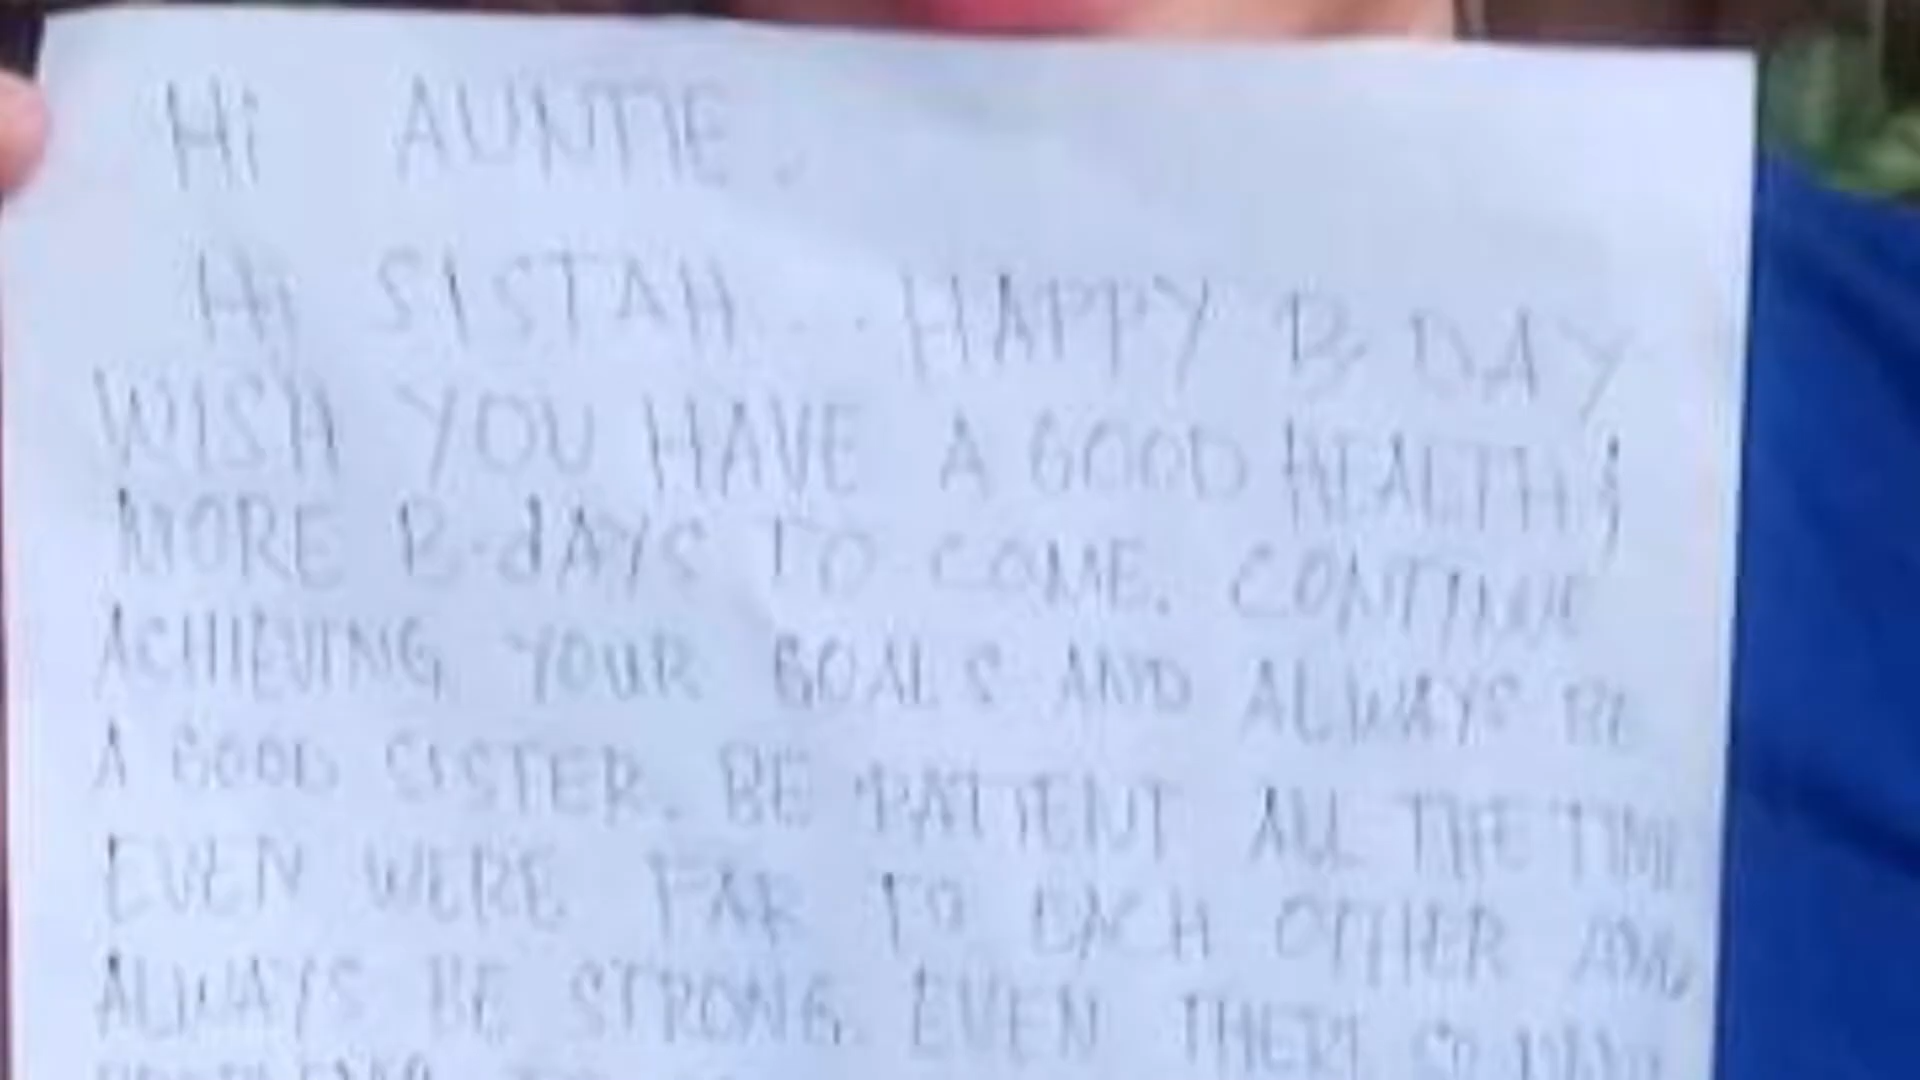 Hi AUNTIE.
Hi SISTAH... HAPPY B-DAY
WISH YOU HAVE A GOOD HEALTH &
MORE B-dAYS TO COME. CONTINUE
ACHIEVING YOUR GOALS AND ALWAYS BE
A GOOD SISTER. BE PATIENT ALL THE TIME
EVEN WERE FAR TO EACH OTHER AND
ALWAYS BE STRONG. EVEN THERE SO MANY